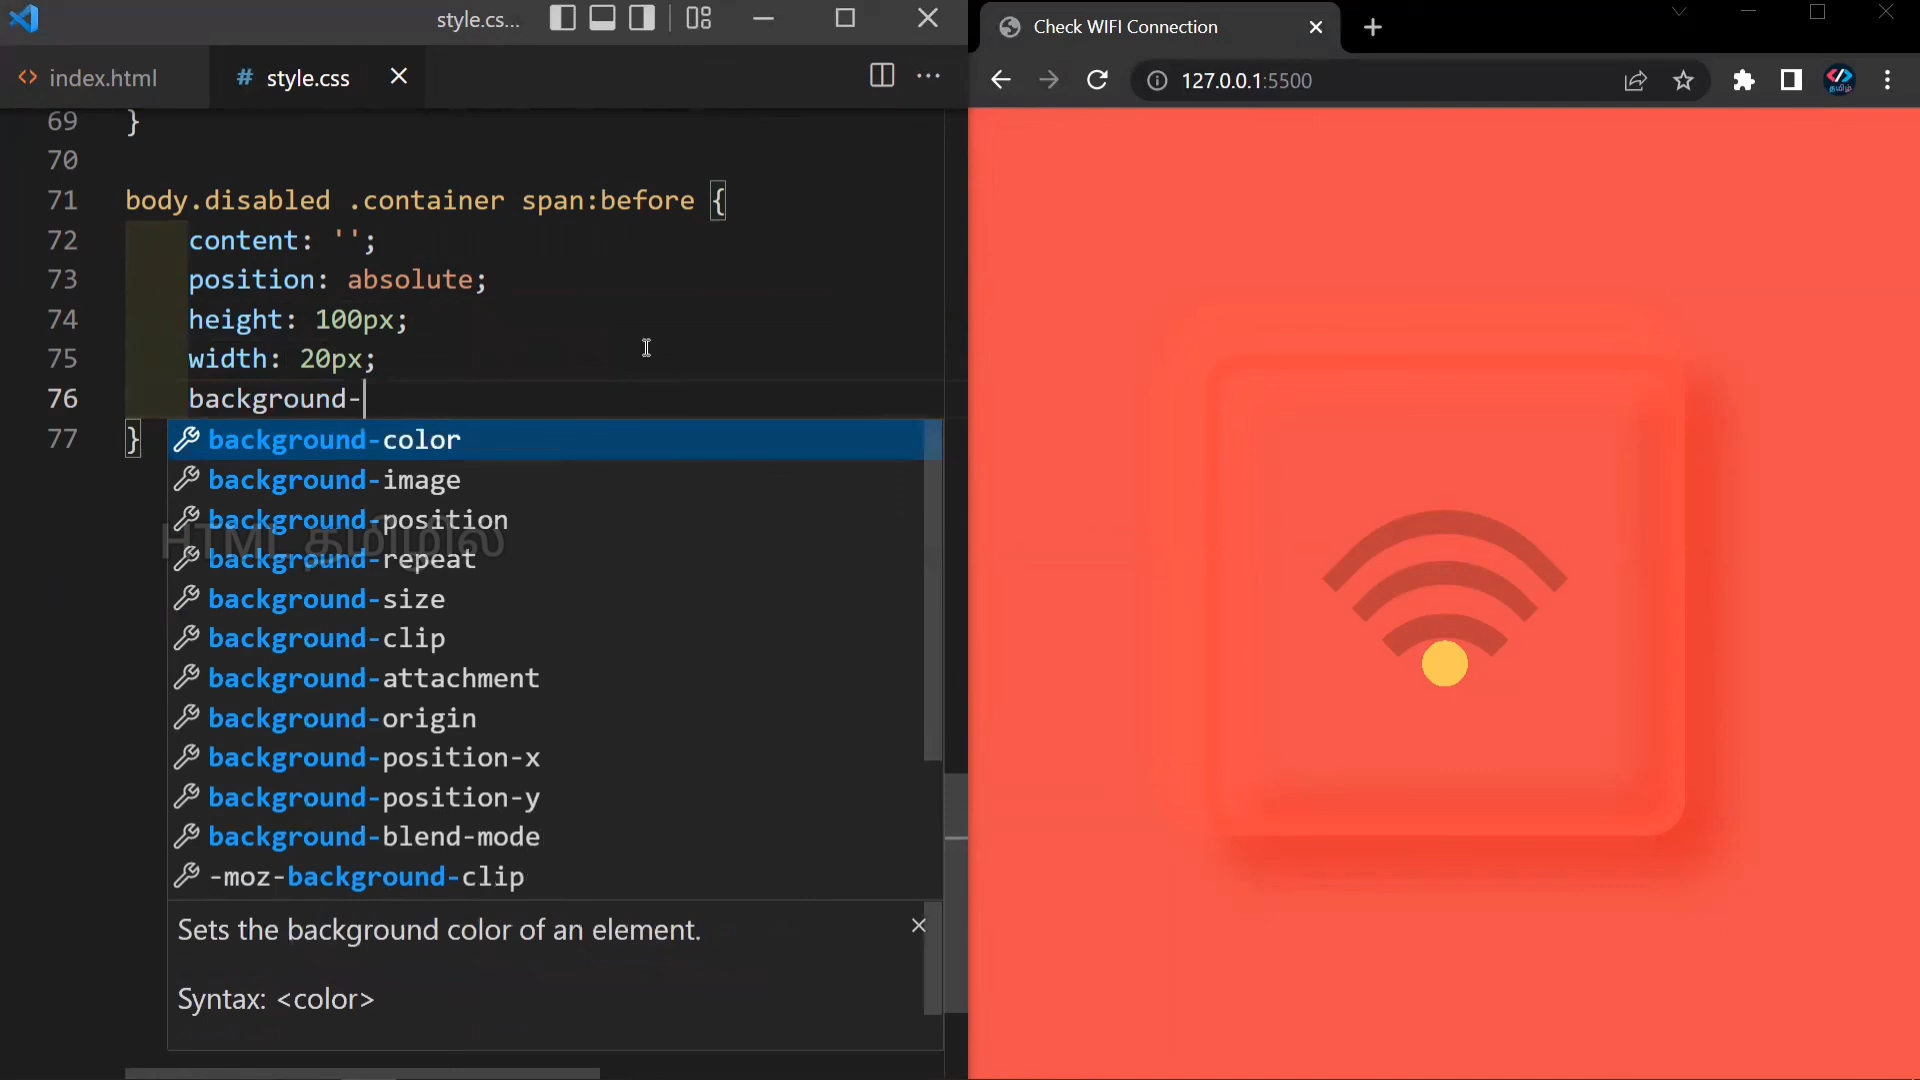 style.cs...
index.html
# style.css
69 }
70
71 body.disabled .container span:before {
72 content: '';
73 position: absolute;
74 height: 100px;
75 width: 20px;
76 background-
77 }
background-color
background-image
background-position
HTML தமிழில்
background-repeat
background-size
background-clip
background-attachment
background-origin
background-position-x
background-position-y
background-blend-mode
-moz-background-clip
Sets the background color of an element.
Syntax: <color>
Check WIFI Connection
127.0.0.1:5500
தமிழ்